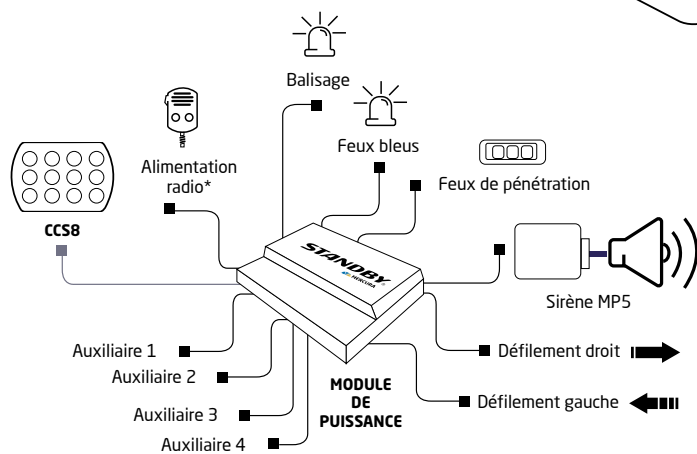 Balisage
Feux bleus
Alimentation
radio*
Feux de pénétration
CCS8
STANDBY
MERCURA
Sirène MP5
Auxiliaire 1
Défilement droit
Auxiliaire 2
MODULE
DE
PUISSANCE
Défilement gauche
Auxiliaire 3
Auxiliaire 4